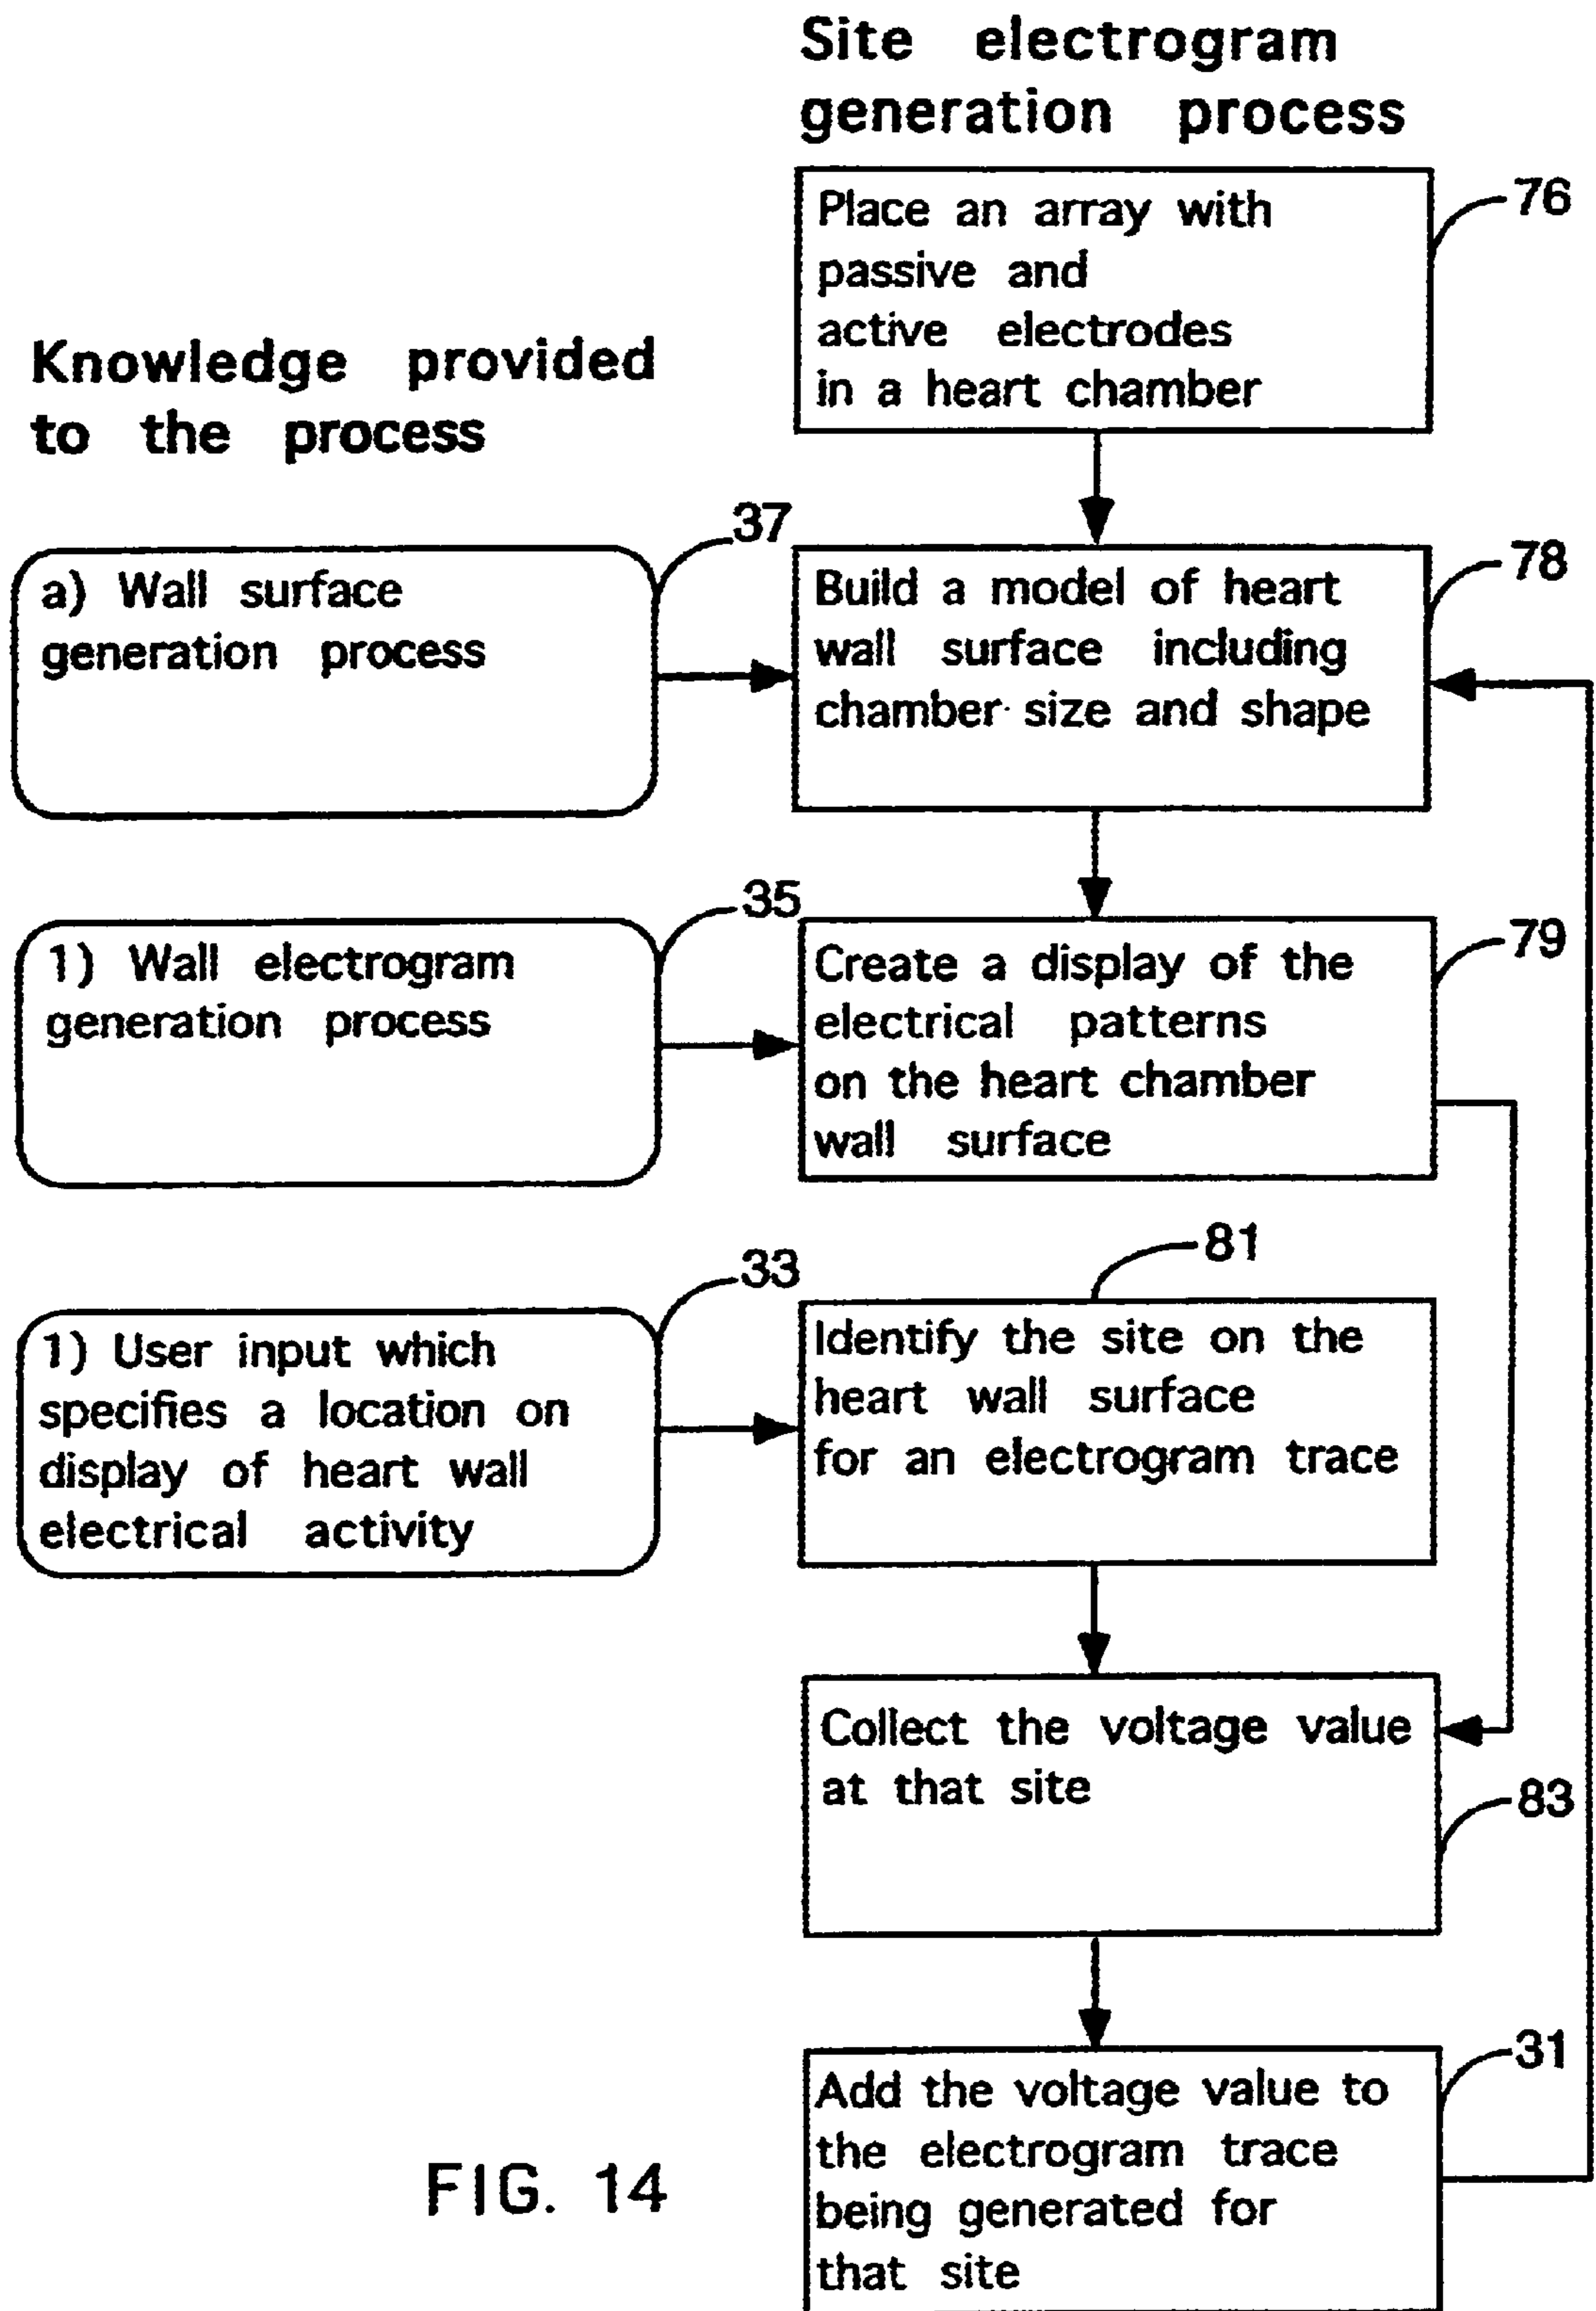 Site electrogram
generation process
Place an array with
passive and
active electrodes
in a heart chamber
76
Knowledge provided
to the process
a) Wall surface
generation process
37
Build a model of heart
wall surface including
chamber size and shape
78
1) Wall electrogram
generation process
35
Create a display of the
electrical patterns
on the heart chamber
wall surface
79
1) User input which
specifies a location on
display of heart wall
electrical activity
33
Identify the site on the
heart wall surface
for an electrogram trace
81
Collect the voltage value
at that site
83
Add the voltage value to
the electrogram trace
being generated for
that site
31
FIG. 14